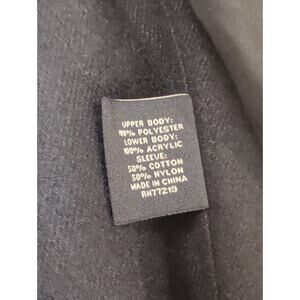 UPPER BODY:
100% POLYESTER
LOWER BODY:
100% ACRYLIC
SLEEVE:
50% COTTON
50% NYLON
MADE IN CHINA
RN77219